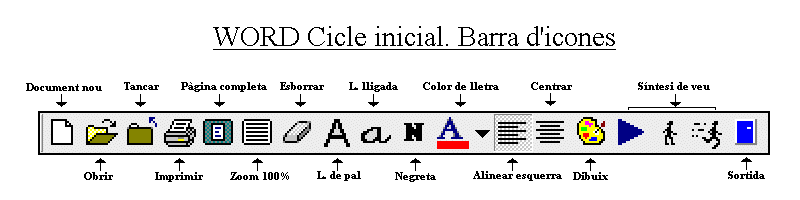 WORD Cicle inicial. Barra d'icones
Document nou Tancar Pàgina completa Esborrar L. lligada Color de lletra Centrar Síntesi de veu
A a N A
Obrir Imprimir Zoom 100% L. de pal Negreta Alinear esquerra Dibuix Sortida